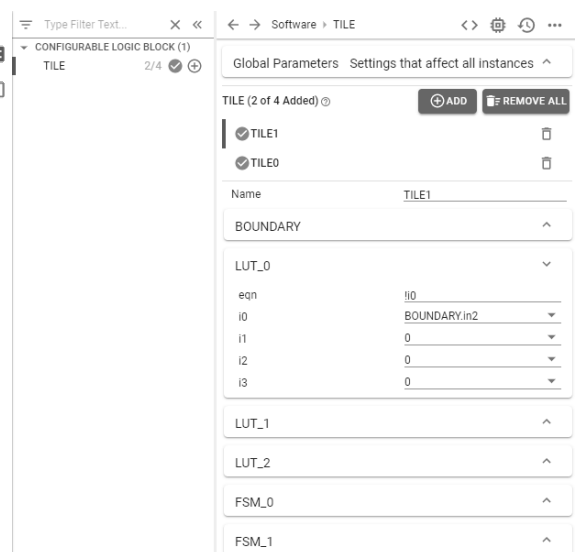 Type Filter Text...
CONFIGURABLE LOGIC BLOCK (1)
TILE 2/4
Software TILE
Global Parameters Settings that affect all instances
TILE (2 of 4 Added)
ADD
REMOVE ALL
TILE1
TILE0
Name TILE1
BOUNDARY
LUT_0
eqn !i0
i0 BOUNDARY.in2
i1 0
i2 0
i3 0
LUT_1
LUT_2
FSM_0
FSM_1